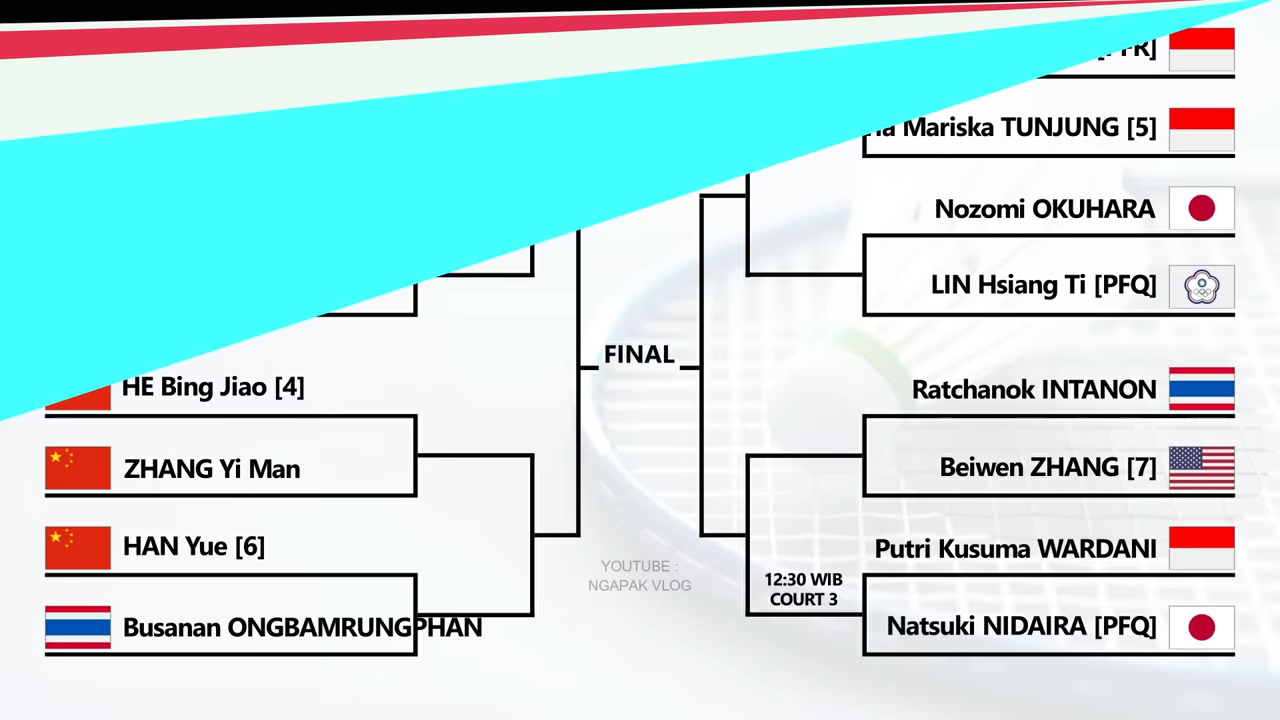 Mariska TUNJUNG [5]
Nozomi OKUHARA
LIN Hsiang Ti [PFQ]
FINAL
HE Bing Jiao [4]
ZHANG Yi Man
HAN Yue [6]
Busanan ONGBAMRUNGPHAN
Ratchanok INTANON
Beiwen ZHANG [7]
Putri Kusuma WARDANI
12:30 WIB
COURT 3
Natsuki NIDAIRA [PFQ]
YOUTUBE :
NGAPAK VLOG